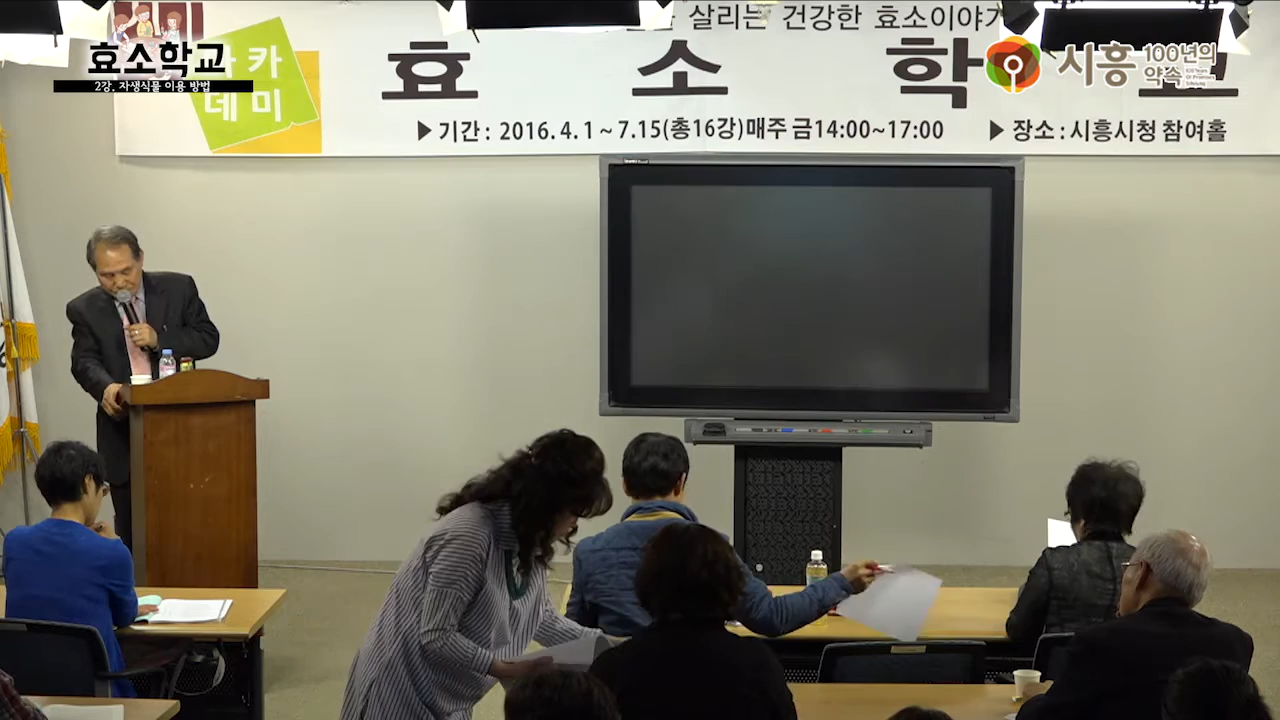 살리는 건강한 효소이야기
효소학교
2강. 자생식물 이용 방법
카
데미
효 소 학
시흥 100년의 약속
▶기간 : 2016. 4. 1 ~ 7.15(총16강)매주 금14:00~17:00
▶장소 : 시흥시청 참여홀